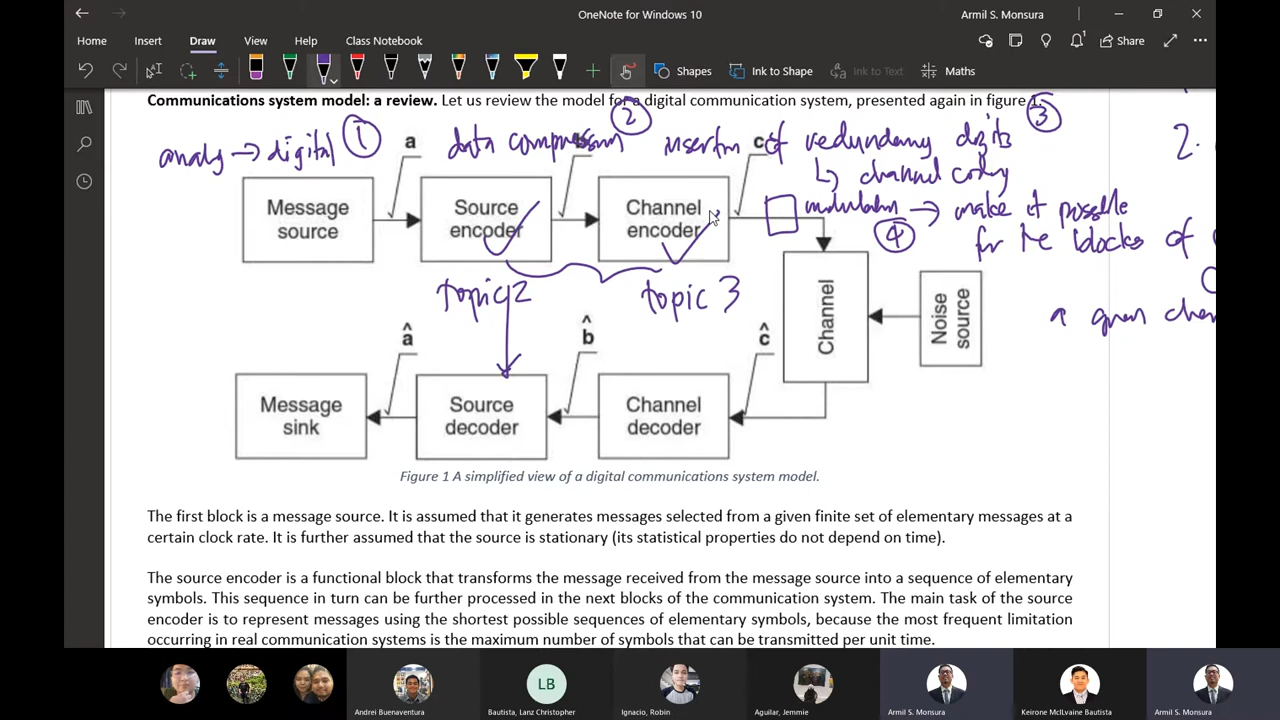 OneNote for Windows 10
Armil S. Monsura
Home Insert Draw View Help Class Notebook
Share
Shapes
Ink to Shape
Ink to Text
Maths
Communications system model: a review. Let us review the model for a digital communication system, presented again in figure 1.
analog → digital ①
data compression ②
insertion of redundancy digits ③
↳ channel coding
modulation → make it possible
④
for the blocks of
a given chan
2.
a
b
c
Message source
Source encoder
Channel encoder
topic 2
topic 3
Channel
Noise source
â
b̂
ĉ
Message sink
Source decoder
Channel decoder
Figure 1 A simplified view of a digital communications system model.
The first block is a message source. It is assumed that it generates messages selected from a given finite set of elementary messages at a
certain clock rate. It is further assumed that the source is stationary (its statistical properties do not depend on time).
The source encoder is a functional block that transforms the message received from the message source into a sequence of elementary
symbols. This sequence in turn can be further processed in the next blocks of the communication system. The main task of the source
encoder is to represent messages using the shortest possible sequences of elementary symbols, because the most frequent limitation
occurring in real communication systems is the maximum number of symbols that can be transmitted per unit time.
LB
Andrei Buenaventura
Bautista, Lanz Christopher
Ignacio, Robin
Aguilar, Jemmie
Armil S. Monsura
Keirone McIlvaine Bautista
Armil S. Monsura